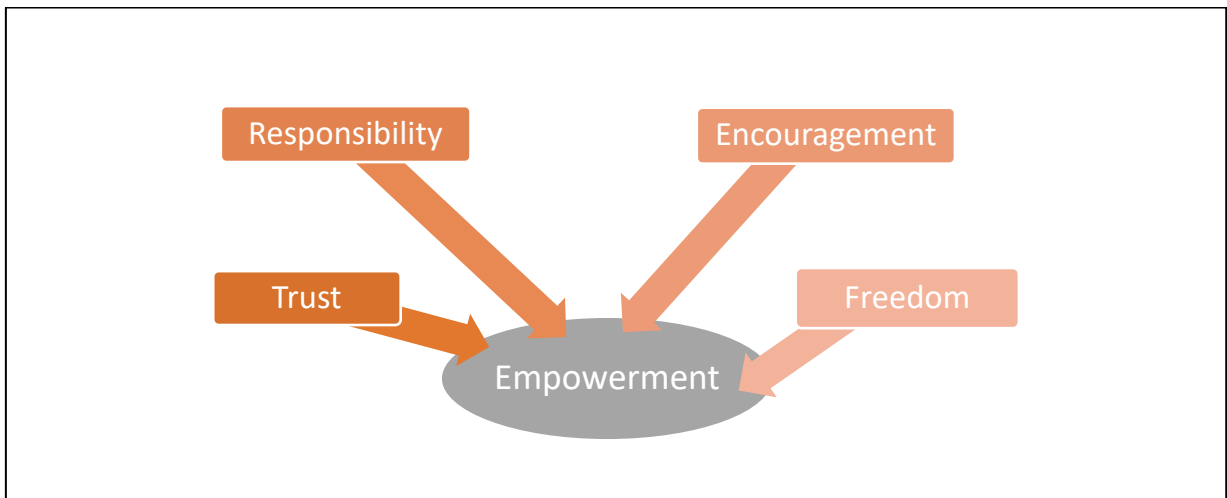 Responsibility
Encouragement
Trust
Freedom
Empowerment